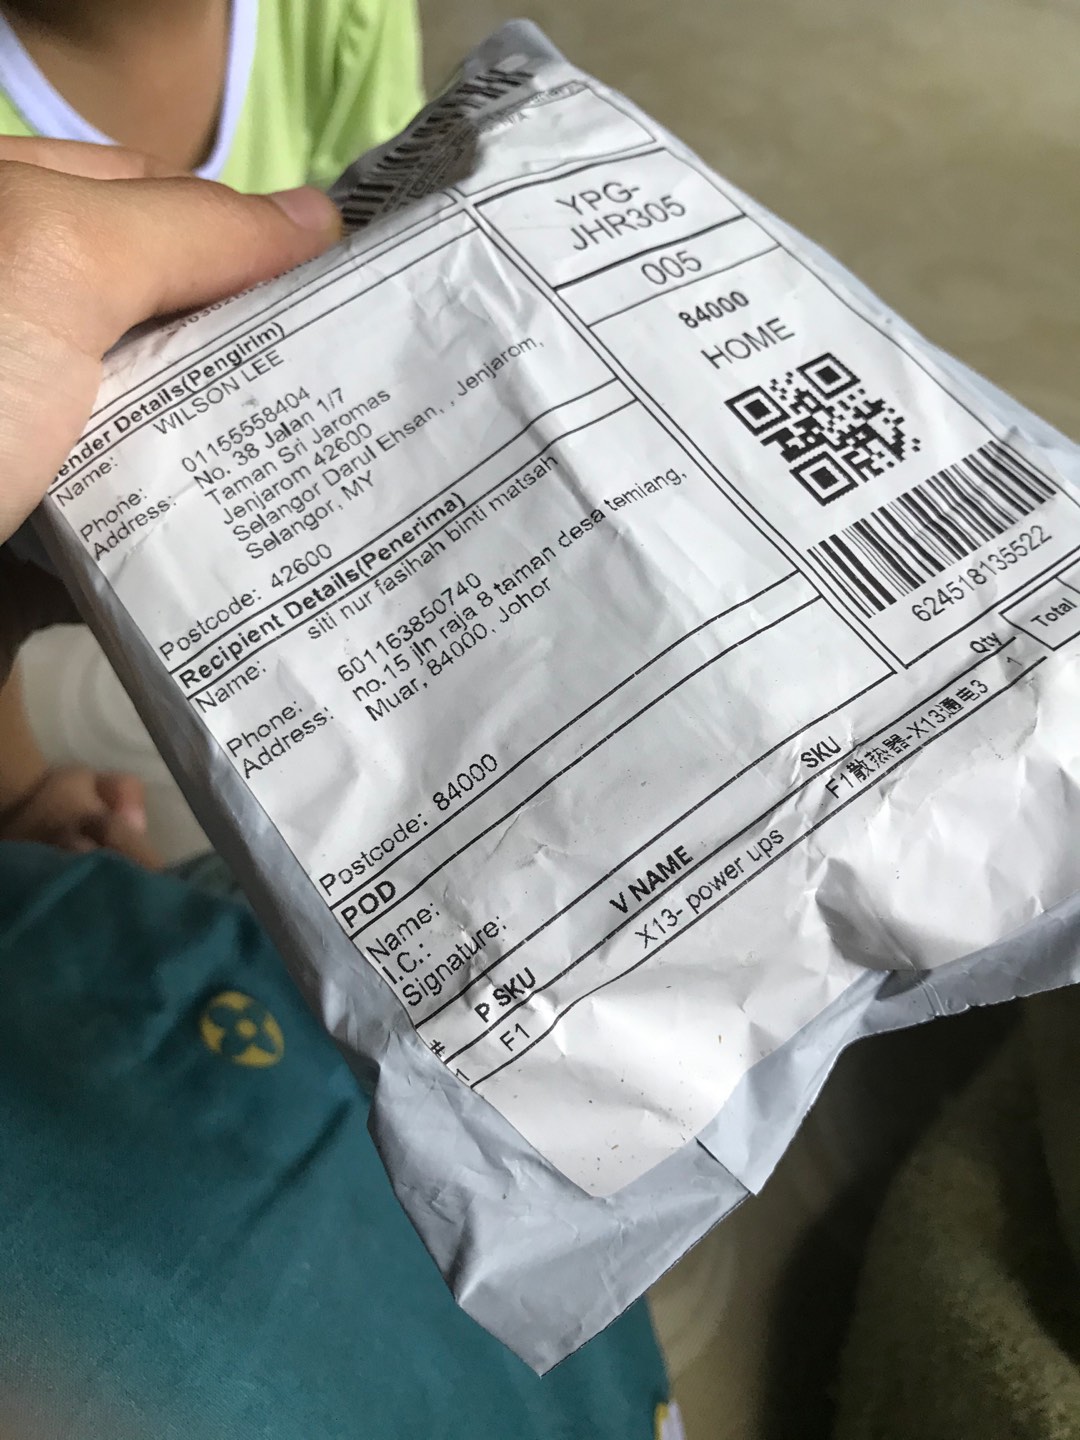 YPG-
JHR305
005
84000
HOME
624518135522
Sender Details(Pengirim)
Name: WILSON LEE
Phone: 01155558404
Address: No. 38 Jalan 1/7
Taman Sri Jaromas
Jenjarom 42600
Selangor Darul Ehsan, , Jenjarom,
Selangor, MY
Postcode: 42600
Recipient Details(Penerima)
Name: siti nur fasihah binti matsah
Phone: 601163850740
Address: no.15 jln raja 8 taman desa temiang,
Muar, 84000, Johor
Postcode: 84000
POD
Name:
I.C.:
Signature:
# P SKU V NAME SKU Qty Total
1 F1 X13- power ups F1散热器-X13通电3 1